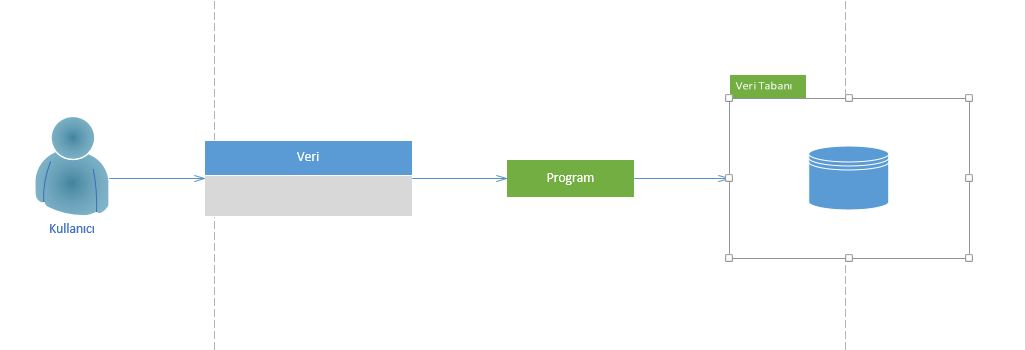 Veri Tabanı
Veri
Program
Kullanıcı